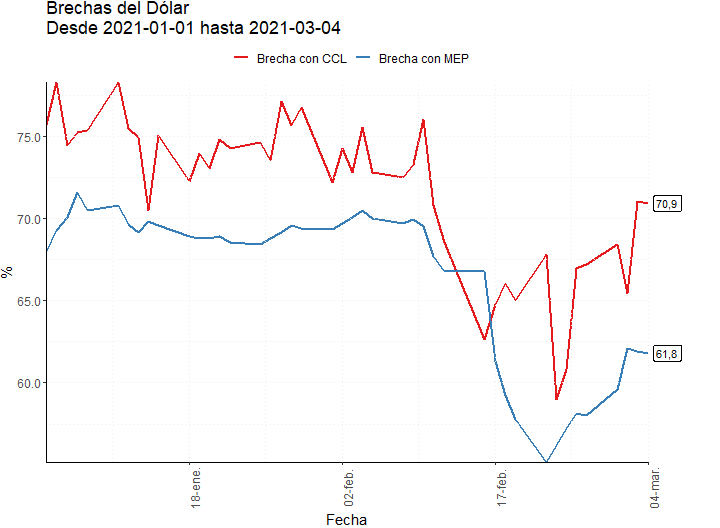 Brechas del Dólar
Desde 2021-01-01 hasta 2021-03-04
Brecha con CCL
Brecha con MEP
%
75.0
70.0
65.0
60.0
70,9
61,8
18-ene.
02-feb.
17-feb.
04-mar.
Fecha